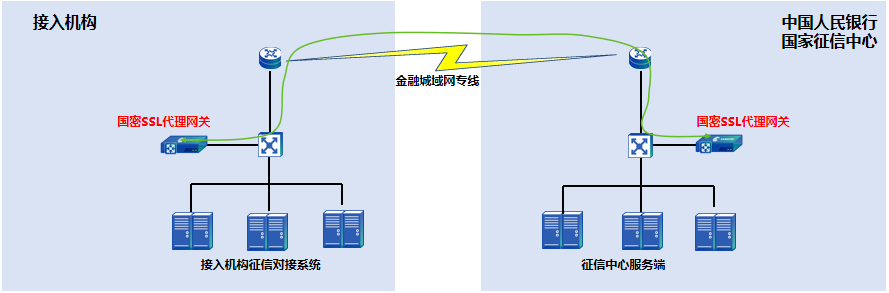 接入机构
中国人民银行
国家征信中心
金融城域网专线
国密SSL代理网关
国密SSL代理网关
接入机构征信对接系统
征信中心服务端